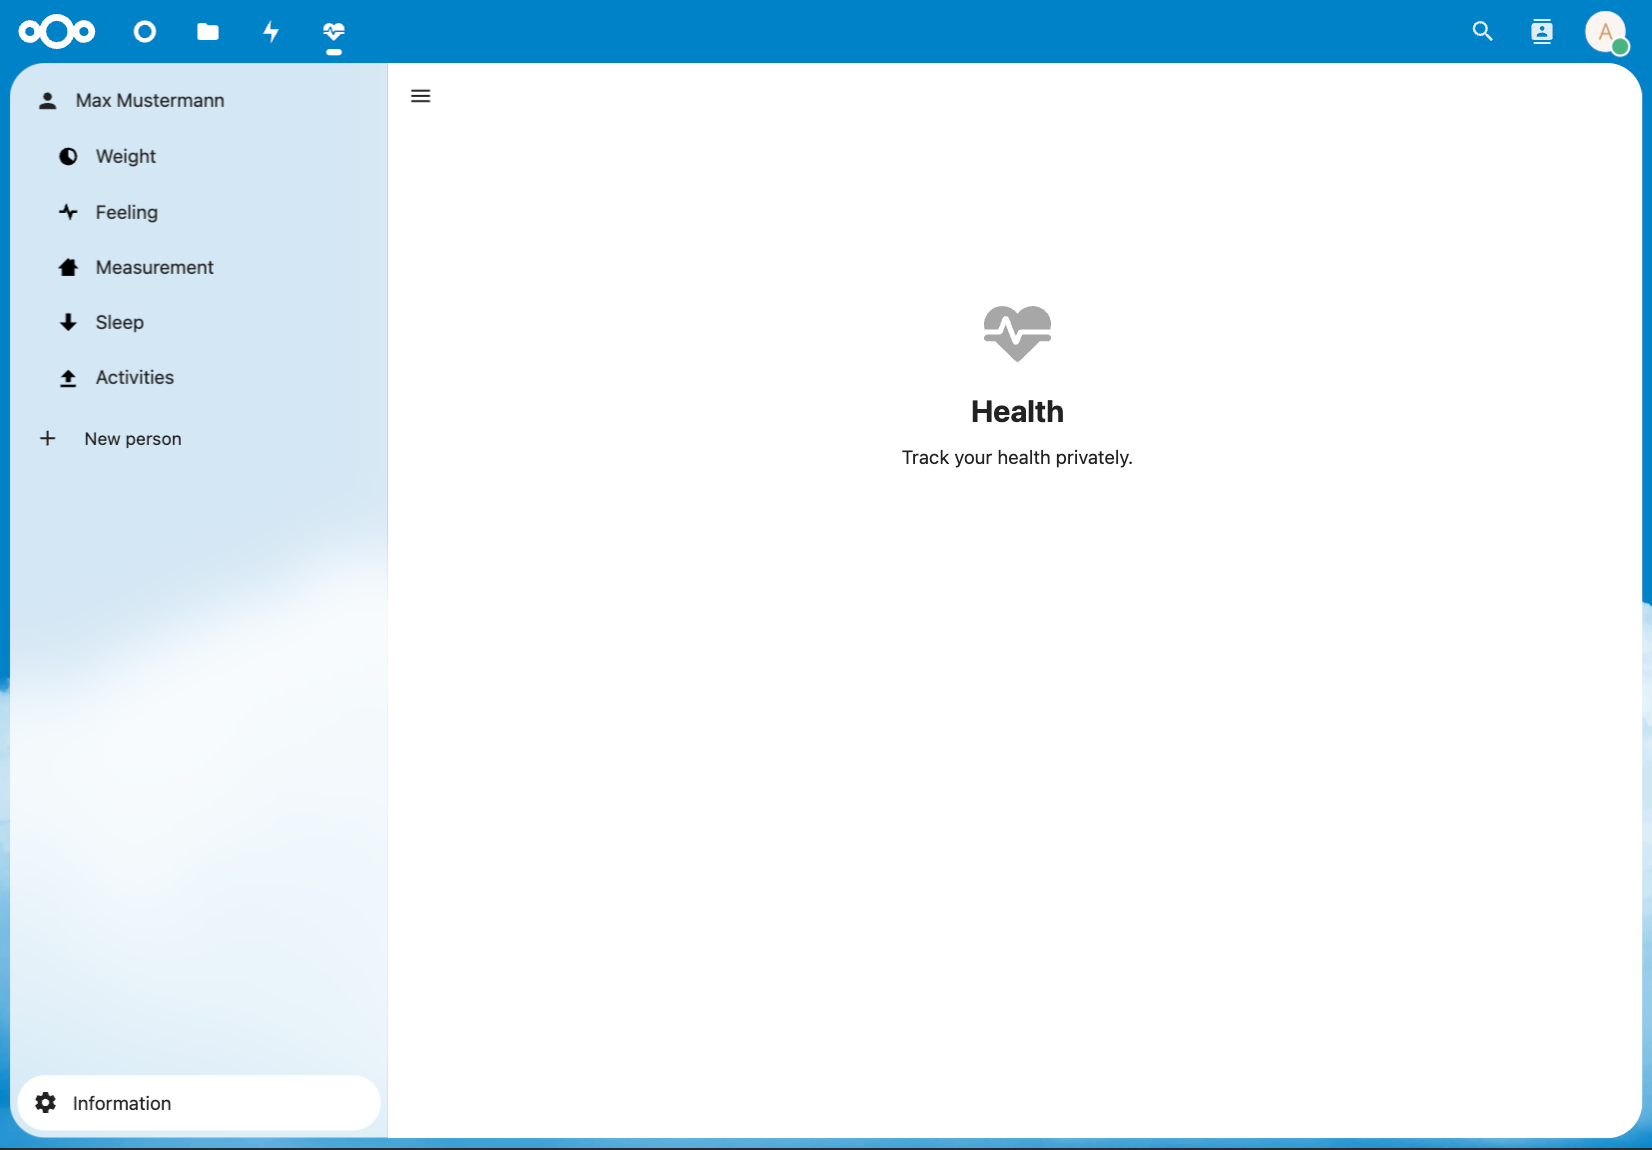 A
Max Mustermann
Weight
Feeling
Measurement
Sleep
Activities
New person
Health
Track your health privately.
Information